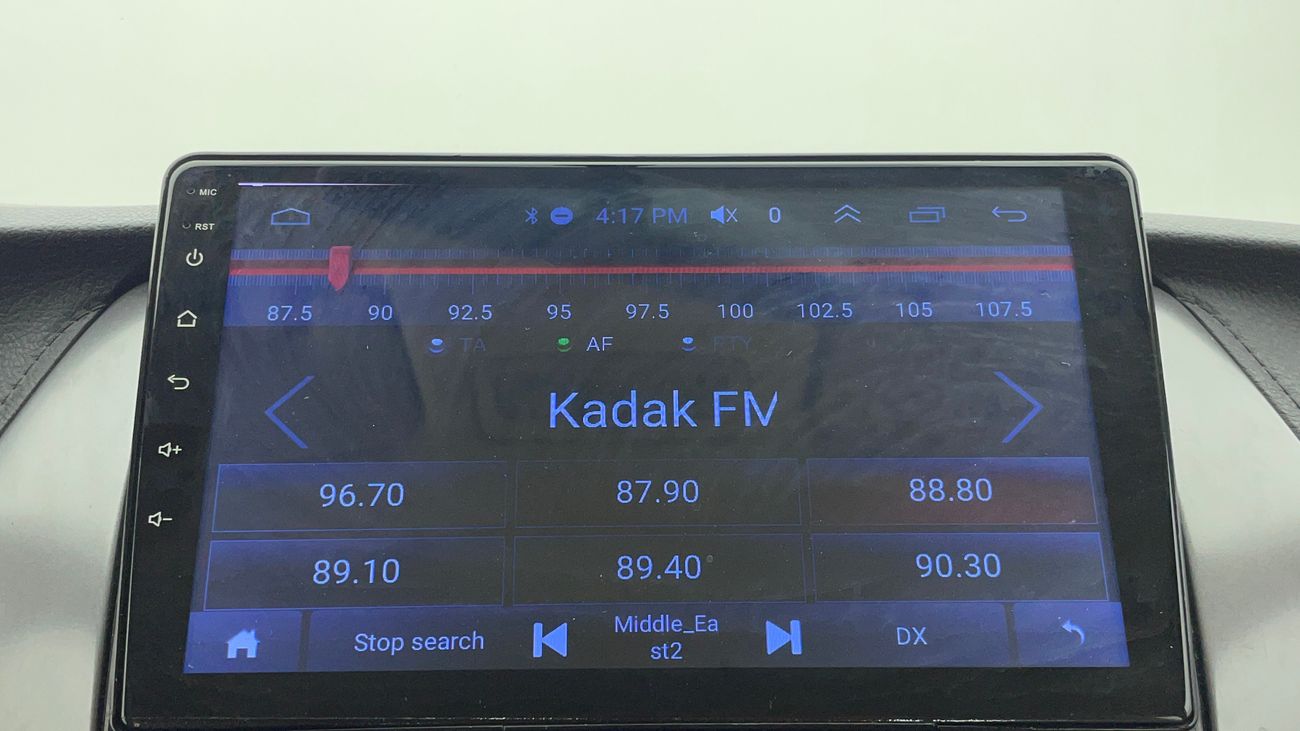 MIC
RST
4:17 PM 0
87.5 90 92.5 95 97.5 100 102.5 105 107.5
TA AF PTY
Kadak FM
96.70 87.90 88.80
89.10 89.40 90.30
Stop search Middle_Ea DX
st2